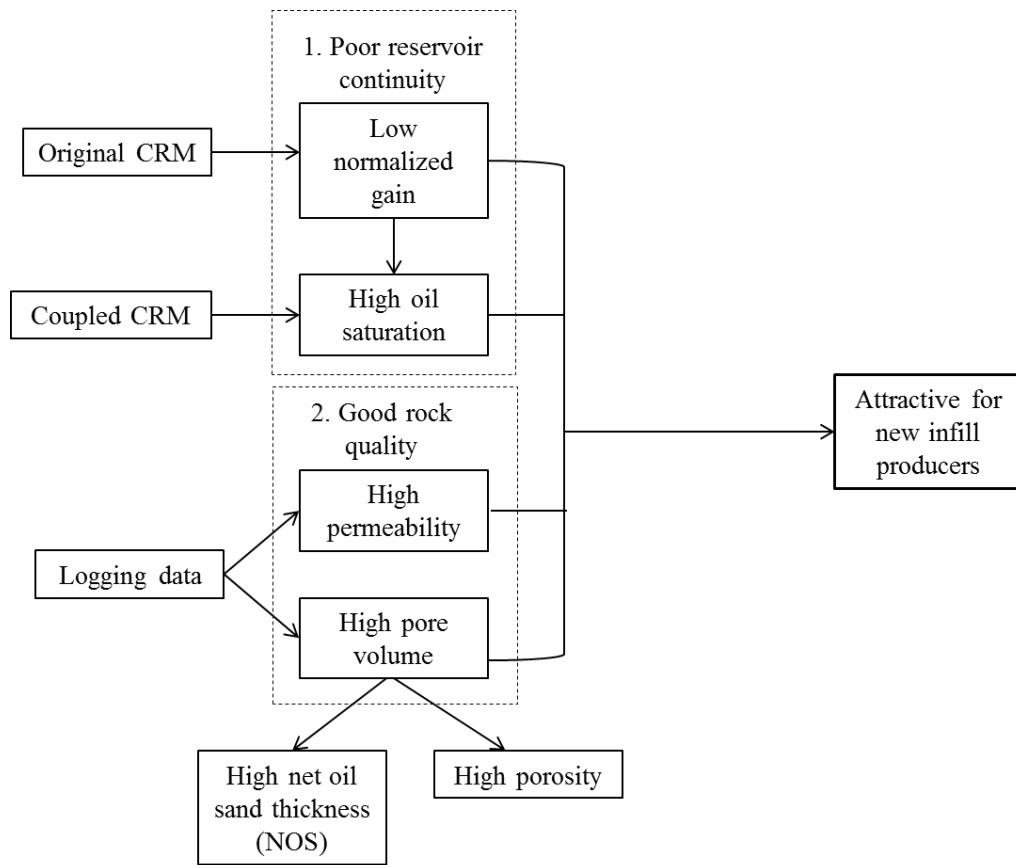 1. Poor reservoir
continuity
Original CRM
Low
normalized
gain
Coupled CRM
High oil
saturation
2. Good rock
quality
High
permeability
Logging data
High pore
volume
Attractive for
new infill
producers
High net oil
sand thickness
(NOS)
High porosity